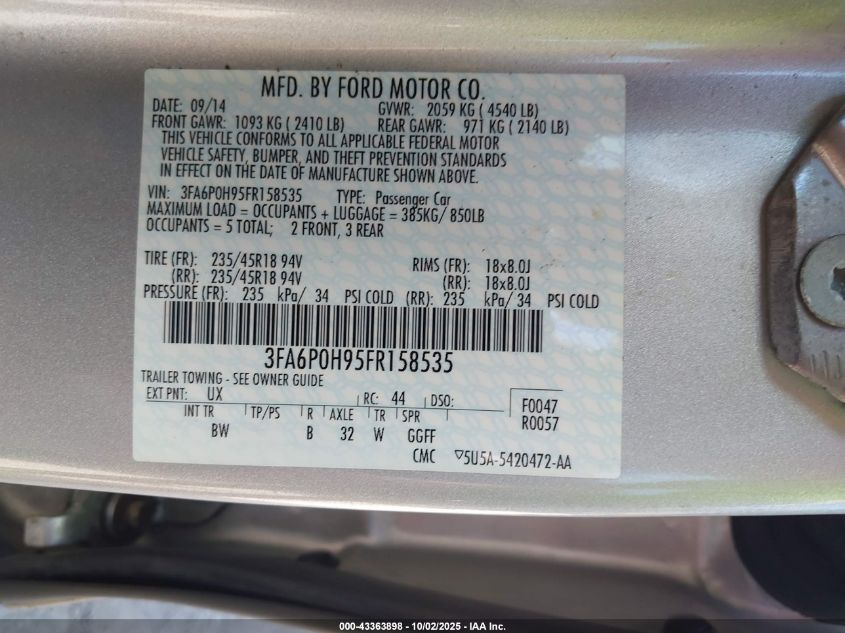 MFD. BY FORD MOTOR CO.
DATE: 09/14 GVWR: 2059 KG ( 4540 LB)
FRONT GAWR: 1093 KG ( 2410 LB) REAR GAWR: 971 KG ( 2140 LB)
THIS VEHICLE CONFORMS TO ALL APPLICABLE FEDERAL MOTOR
VEHICLE SAFETY, BUMPER, AND THEFT PREVENTION STANDARDS
IN EFFECT ON THE DATE OF MANUFACTURE SHOWN ABOVE.
VIN: 3FA6P0H95FR158535 TYPE: Passenger Car
MAXIMUM LOAD = OCCUPANTS + LUGGAGE = 385KG/ 850LB
OCCUPANTS = 5 TOTAL; 2 FRONT, 3 REAR
TIRE (FR): 235/45R18 94V RIMS (FR): 18x8.0J
(RR): 235/45R18 94V (RR): 18x8.0J
PRESSURE (FR): 235 kPa/ 34 PSI COLD (RR): 235 kPa/ 34 PSI COLD
3FA6P0H95FR158535
TRAILER TOWING - SEE OWNER GUIDE
EXT PNT: UX RC: 44 DSO: F0047
INT TR TP/PS R AXLE TR SPR R0057
BW B 32 W GGFF
CMC ▽5U5A-5420472-AA
000-43363898 - 10/02/2025 - IAA Inc.